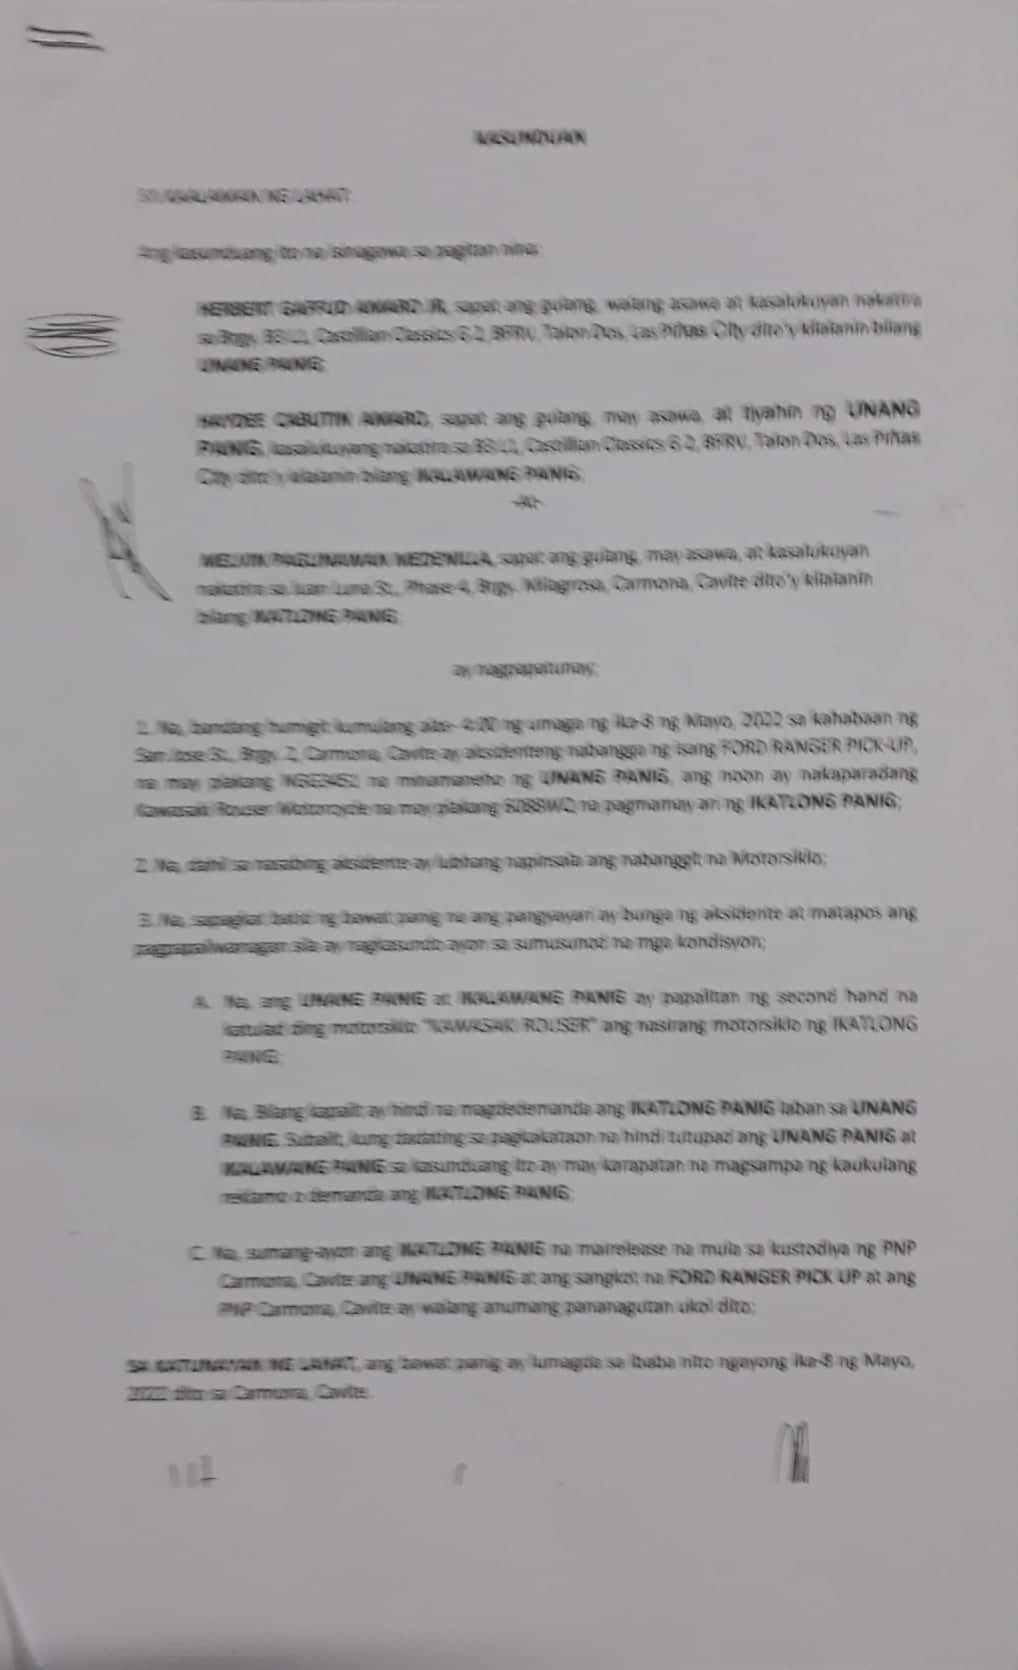 KASUNDUAN
SA KAALAMAN NG LAHAT:
Ang kasunduang ito na isinagawa sa pagitan nina:
HERBERT AWARD JR, sapat ang gulang, walang asawa at kasalukuyan nakatira
sa Brgy. Castillian Classics 6-2, BFRV, Talon Dos, Las Piñas City dito'y kilalanin bilang
UNANG PANIG;
HAYDEE AWARD, sapat ang gulang, may asawa, at tiyahin ng UNANG
PANIG, kasalukuyang nakatira sa Castillian Classics 6-2, BFRV, Talon Dos, Las Piñas
City dito'y kilalanin bilang IKALAWANG PANIG;
-At-
MELVIN sapat ang gulang, may asawa, at kasalukuyan
nakatira sa Juan Luna St., Phase-4, Brgy. Milagrosa, Carmona, Cavite dito'y kilalanin
bilang IKATLONG PANIG;
ay nagpapatunay;
1. Na, bandang humigit kumulang ng umaga ng ika-8 ng Mayo, 2022 sa kahabaan ng
San Jose St., Brgy. 2, Carmona, Cavite ay aksidenteng nabangga ng isang FORD RANGER PICK-UP,
na may plakang na minamaneho ng UNANG PANIG, ang noon ay nakaparadang
Kawasaki Rouser Motorcycle na may plakang na pagmamay ari ng IKATLONG PANIG;
2. Na, dahil sa nasabing aksidente ay lubhang napinsala ang nabanggit na Motorsiklo;
3. Na, sapagkat batid ng bawat panig na ang pangyayari ay bunga ng aksidente at matapos ang
pagpapaliwanagan sila ay nagkasundo ayon sa sumusunod na mga kondisyon;
A. Na, ang UNANG PANIG at IKALAWANG PANIG ay papalitan ng second hand na
katulad ding motorsiklo "KAWASAKI ROUSER" ang nasirang motorsiklo ng IKATLONG
PANIG;
B. Na, Bilang kapalit ay hindi na magdedemanda ang IKATLONG PANIG laban sa UNANG
PANIG. Subalit, kung dadating sa pagkakataon na hindi tutupad ang UNANG PANIG at
IKALAWANG PANIG sa kasunduang ito ay may karapatan na magsampa ng kaukulang
reklamo o demanda ang IKATLONG PANIG;
C. Na, sumang-ayon ang IKATLONG PANIG na mairelease na mula sa kustodiya ng PNP
Carmona, Cavite ang UNANG PANIG at ang sangkot na FORD RANGER PICK UP at ang
PNP Carmona, Cavite ay walang anumang pananagutan ukol dito;
SA KATUNAYAN NG LAHAT, ang bawat panig ay lumagda sa ibaba nito ngayong ika-8 ng Mayo,
2022 dito sa Carmona, Cavite.